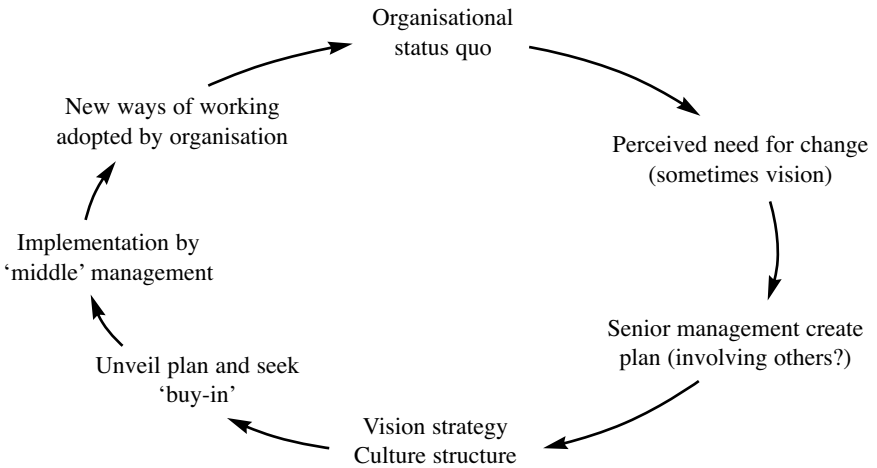 Organisational
status quo
Perceived need for change
(sometimes vision)
Senior management create
plan (involving others?)
Vision strategy
Culture structure
Unveil plan and seek
‘buy-in’
Implementation by
‘middle’ management
New ways of working
adopted by organisation